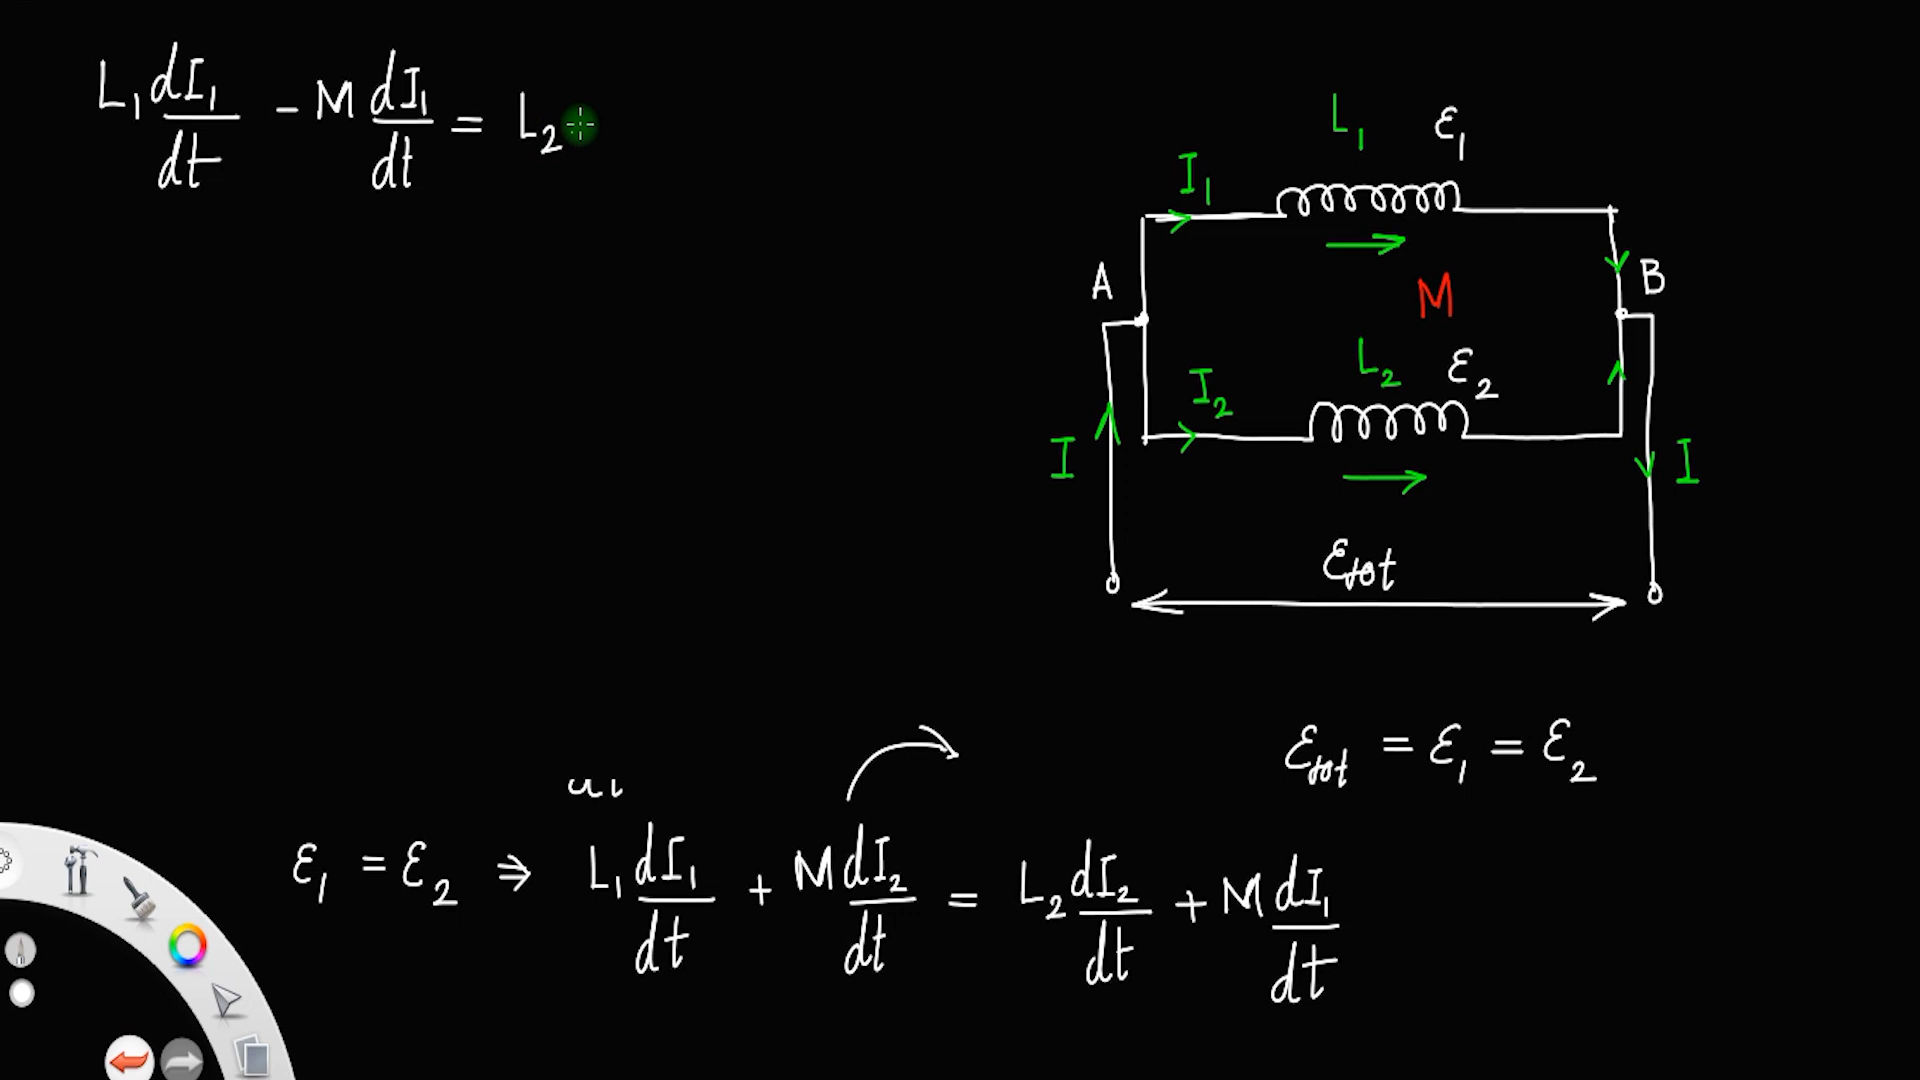 L₁ dI₁/dt - M dI₁/dt = L₂
L₁ ε₁
I₁
A M B
L₂ ε₂
I₂
I I
εtot
εtot = ε₁ = ε₂
ε₁ = ε₂ ⇒ L₁ dI₁/dt + M dI₂/dt = L₂ dI₂/dt + M dI₁/dt